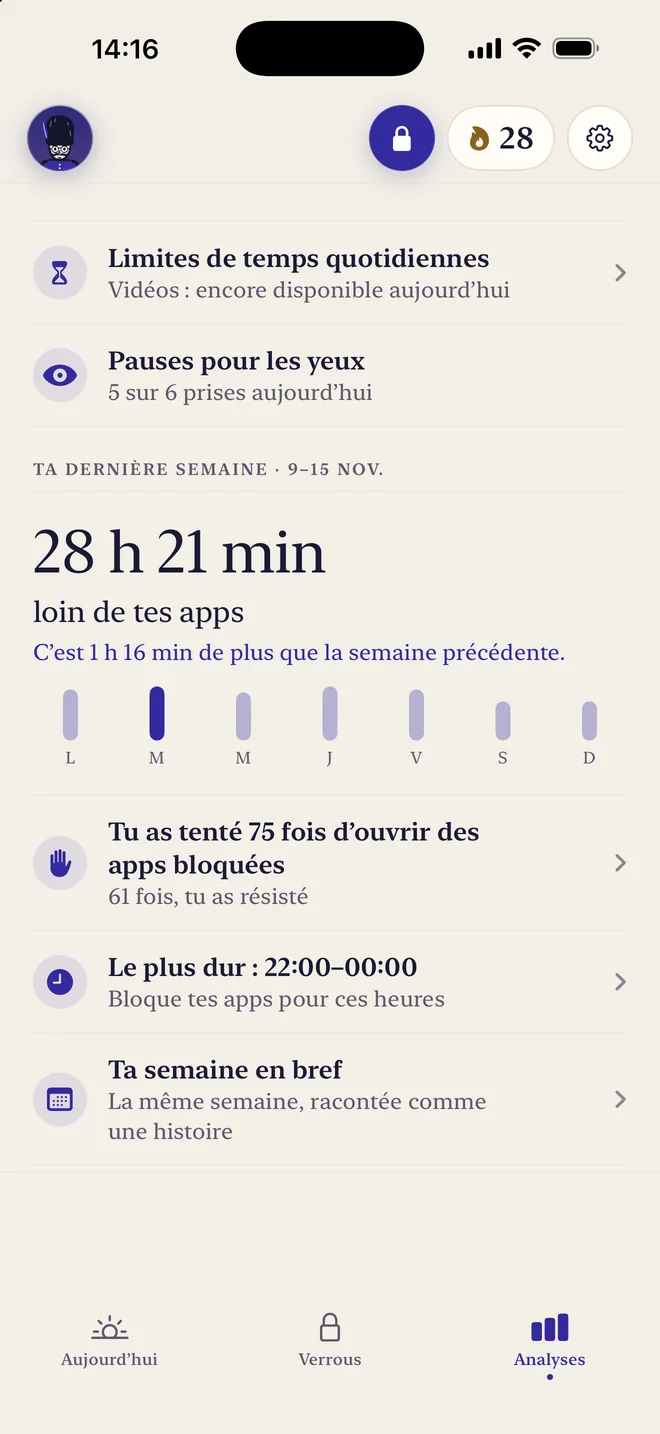 14:16
28
Limites de temps quotidiennes
Vidéos : encore disponible aujourd’hui
Pauses pour les yeux
5 sur 6 prises aujourd’hui
TA DERNIÈRE SEMAINE · 9–15 NOV.
28 h 21 min
loin de tes apps
C’est 1 h 16 min de plus que la semaine précédente.
L M M J V S D
Tu as tenté 75 fois d’ouvrir des
apps bloquées
61 fois, tu as résisté
Le plus dur : 22:00–00:00
Bloque tes apps pour ces heures
Ta semaine en bref
La même semaine, racontée comme
une histoire
Aujourd’hui Verrous Analyses